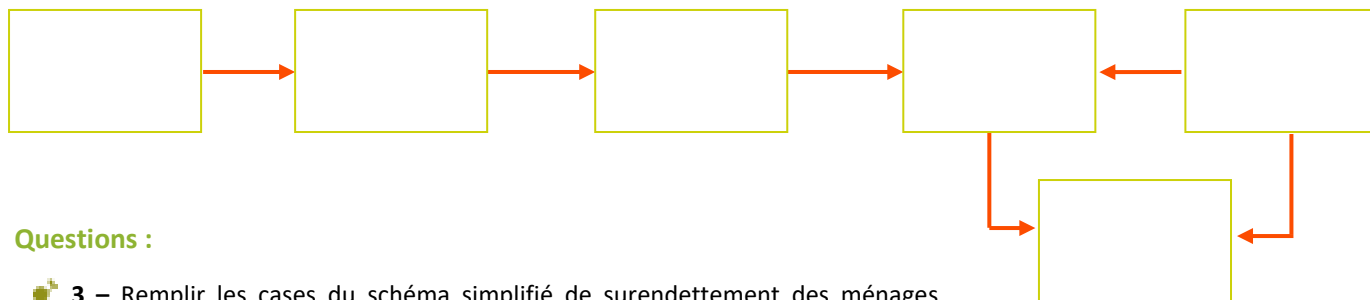 Questions :
3 – Remplir les cases du schéma simplifié de surendettement des ménages